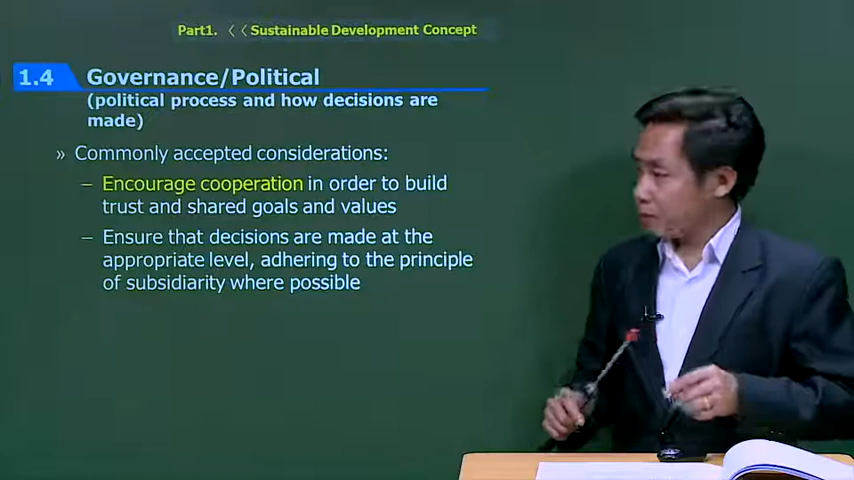 Part1. 〈〈 Sustainable Development Concept
1.4 Governance/Political
(political process and how decisions are
made)
» Commonly accepted considerations:
– Encourage cooperation in order to build
trust and shared goals and values
– Ensure that decisions are made at the
appropriate level, adhering to the principle
of subsidiarity where possible